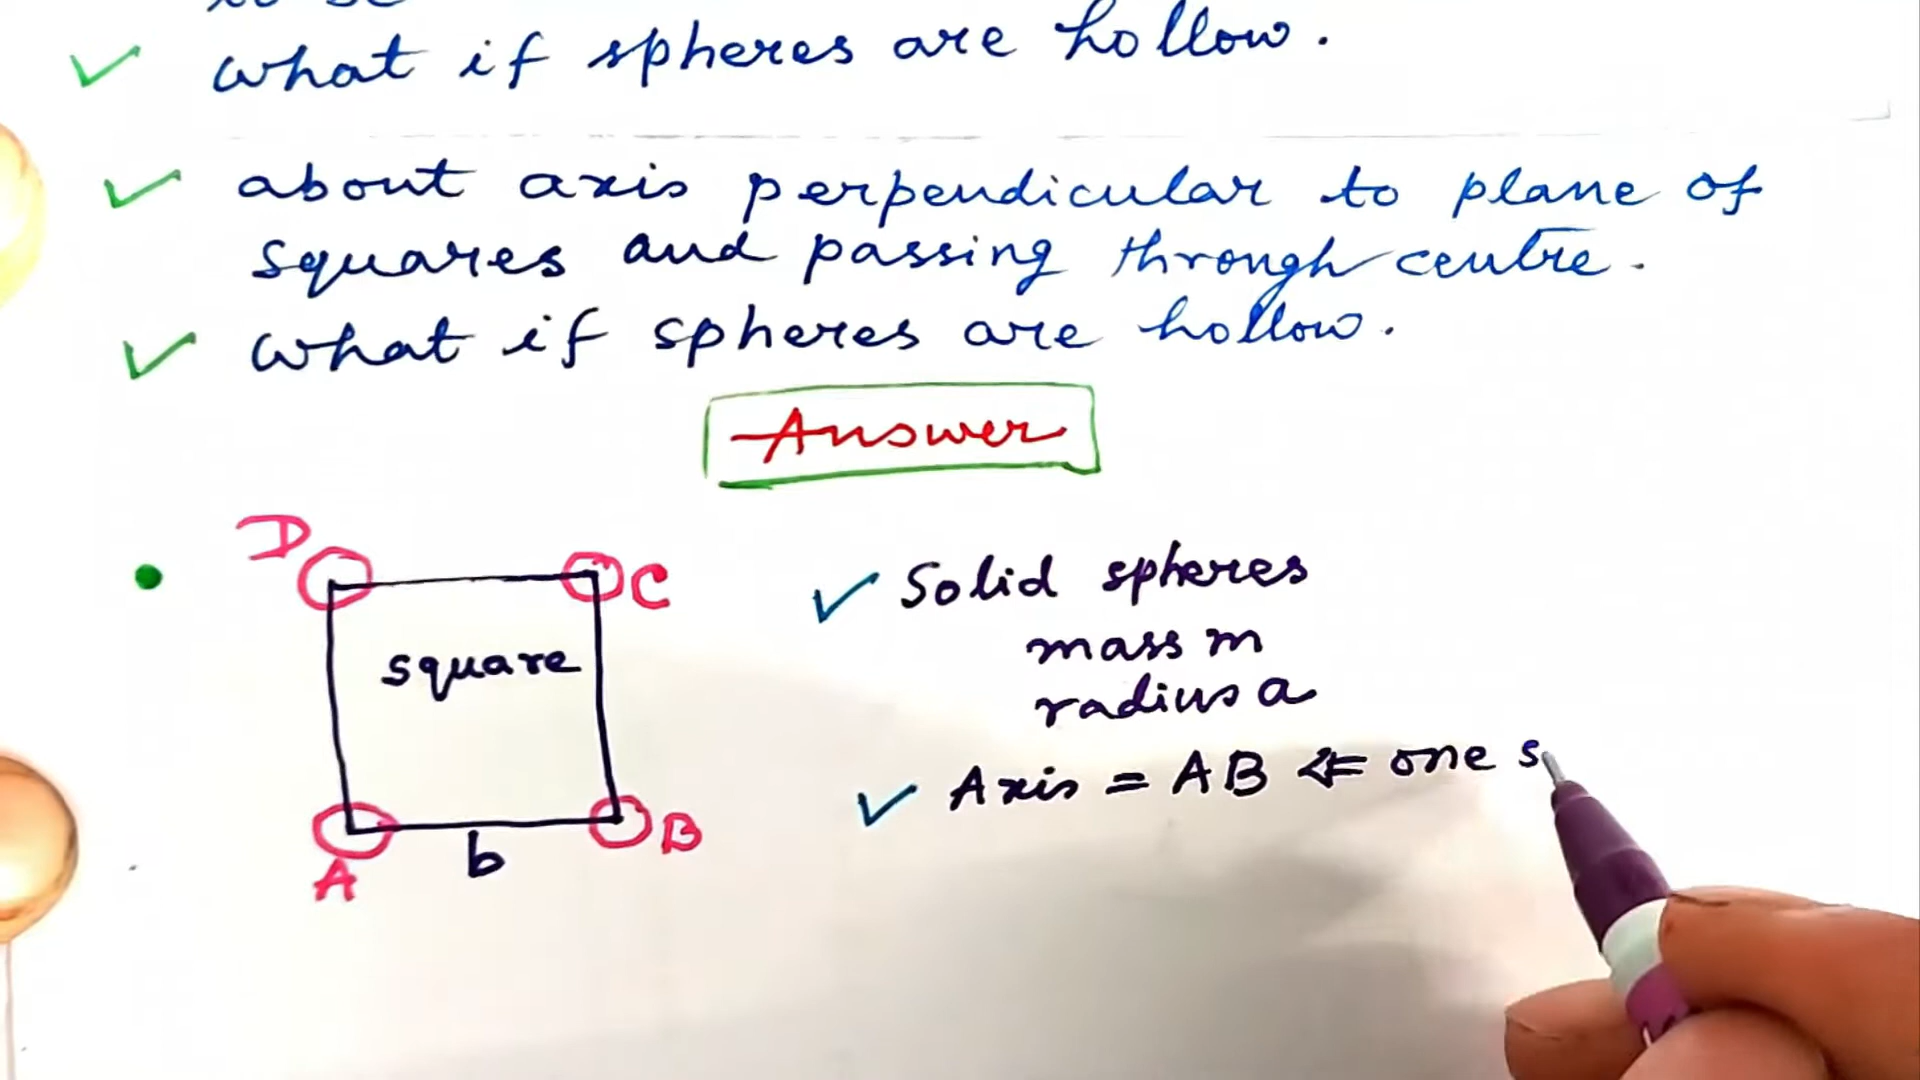 what if spheres are hollow.
about axis perpendicular to plane of
squares and passing through centre.
what if spheres are hollow.
Answer
D
C
square
A
b
B
Solid spheres
mass m
radius a
Axis = AB ⇐ one s